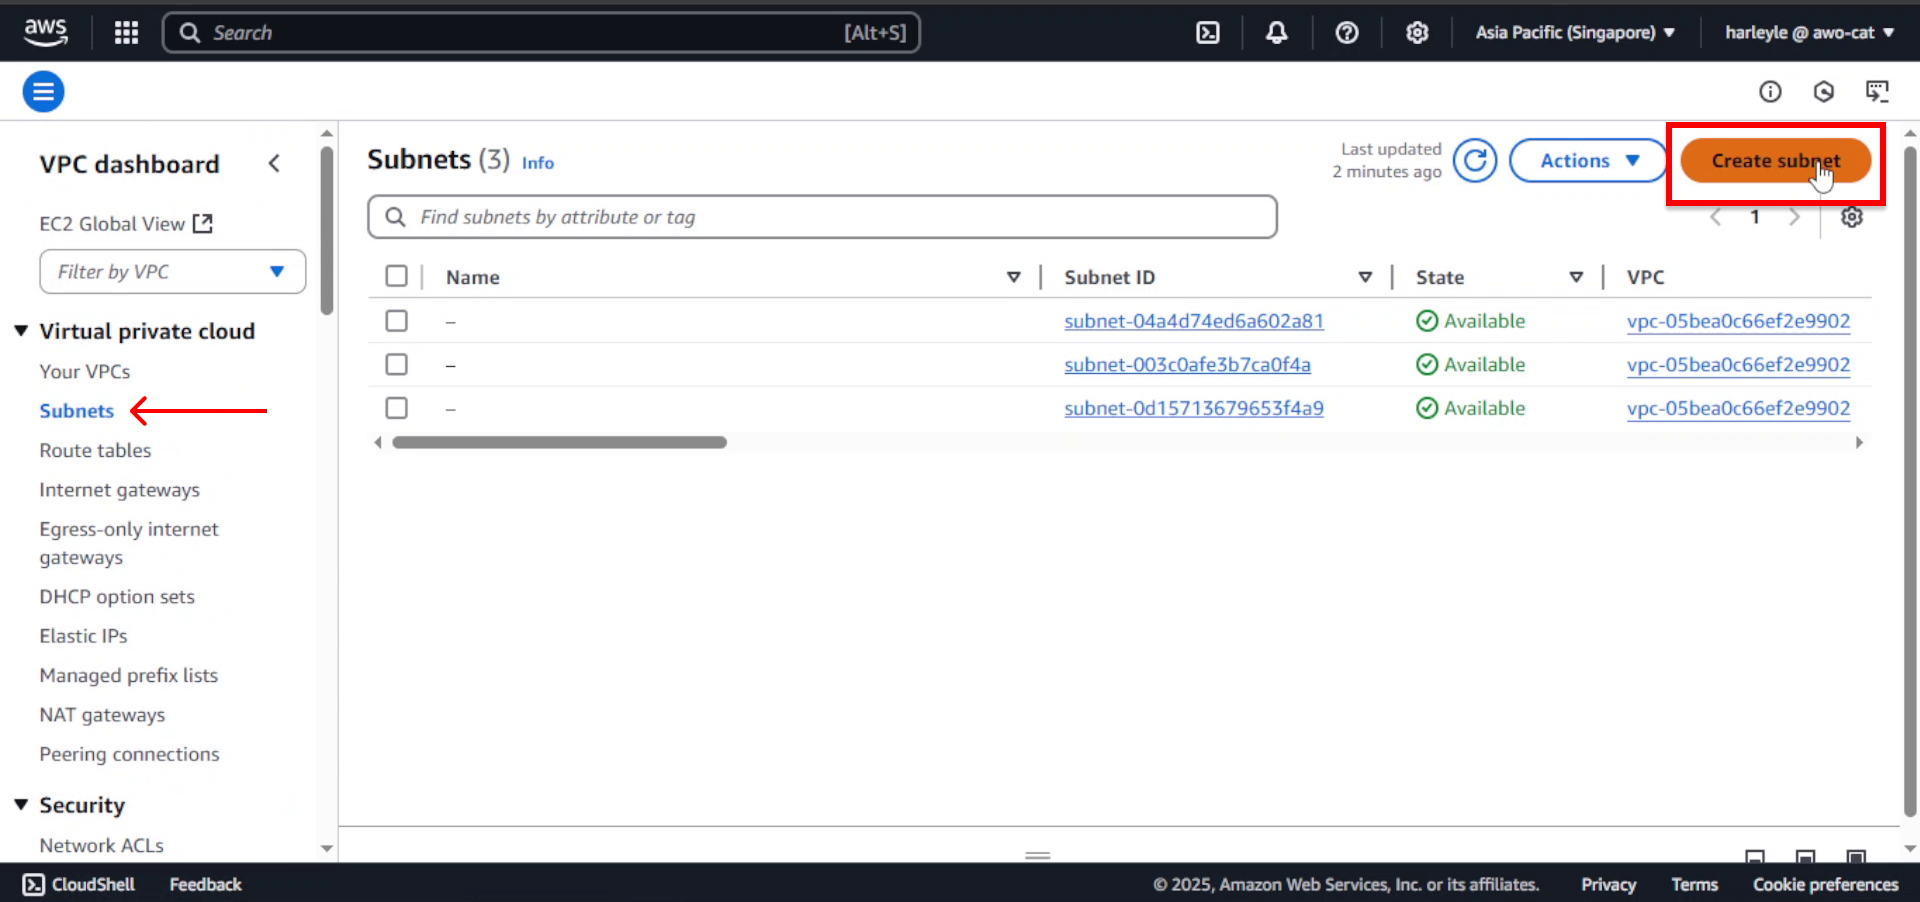 aws
Search
[Alt+S]
Asia Pacific (Singapore)
harleyle @ awo-cat
VPC dashboard
EC2 Global View
Filter by VPC
Virtual private cloud
Your VPCs
Subnets
Route tables
Internet gateways
Egress-only internet
gateways
DHCP option sets
Elastic IPs
Managed prefix lists
NAT gateways
Peering connections
Security
Network ACLs
Subnets (3) Info
Last updated
2 minutes ago
Actions
Create subnet
Find subnets by attribute or tag
1
Name Subnet ID State VPC
– subnet-04a4d74ed6a602a81 Available vpc-05bea0c66ef2e9902
– subnet-003c0afe3b7ca0f4a Available vpc-05bea0c66ef2e9902
– subnet-0d15713679653f4a9 Available vpc-05bea0c66ef2e9902
CloudShell Feedback © 2025, Amazon Web Services, Inc. or its affiliates. Privacy Terms Cookie preferences